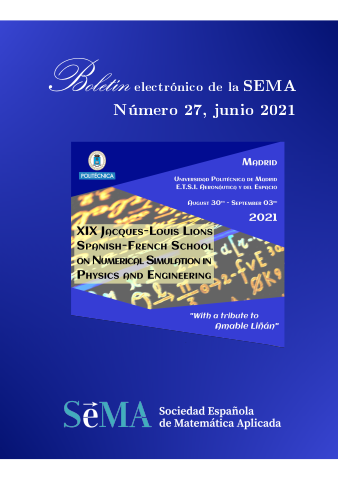 Boletín electrónico de la SEMA
Número 27, junio 2021
POLITÉCNICA
MADRID
UNIVERSIDAD POLITÉCNICA DE MADRID
E.T.S.I. AERONÁUTICA Y DEL ESPACIO
AUGUST 30TH - SEPTEMBER 03TH
2021
XIX JACQUES-LOUIS LIONS
SPANISH-FRENCH SCHOOL
ON NUMERICAL SIMULATION IN
PHYSICS AND ENGINEERING
"With a tribute to
Amable Liñán"
SēMA
Sociedad Española
de Matemática Aplicada